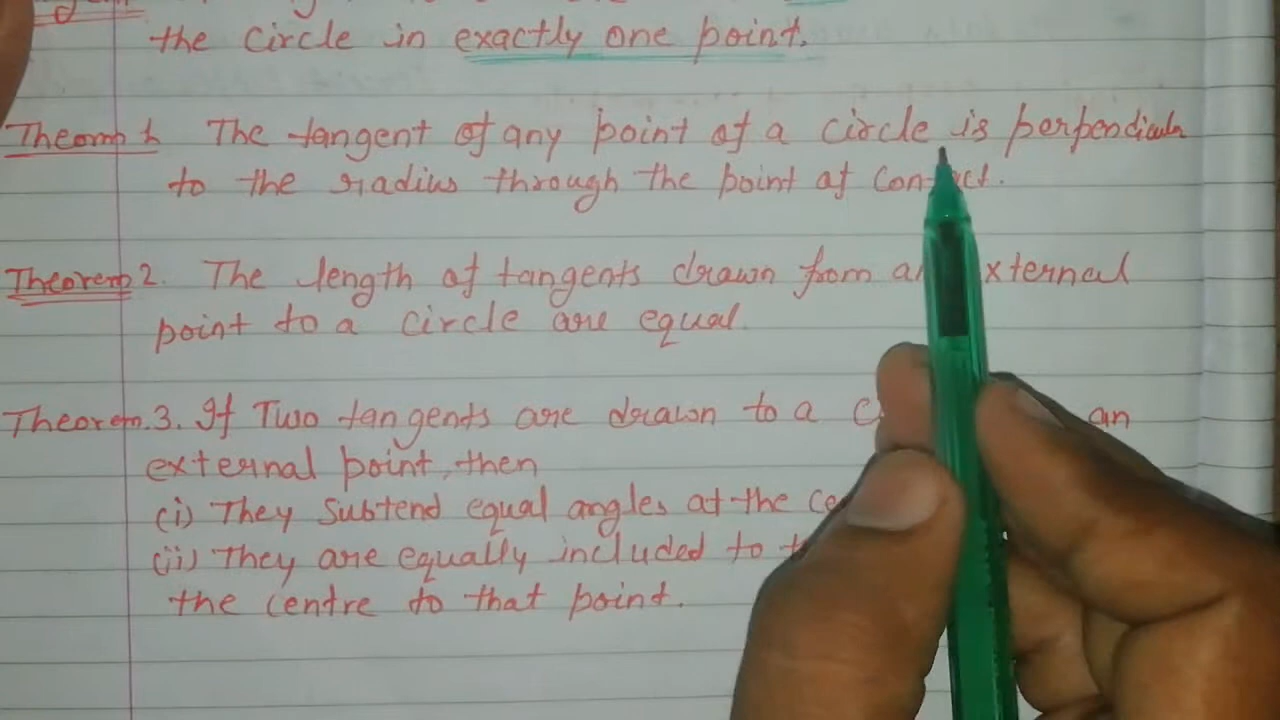 the circle in exactly one point.
Theorem 1. The tangent of any point of a circle is perpendicular
to the radius through the point of contact.
Theorem 2. The length of tangents drawn from an external
point to a circle are equal.
Theorem.3. If Two tangents are drawn to a an
external point, then
(i) They Subtend equal angles at the
(ii) They are equally included to
the centre to that point.